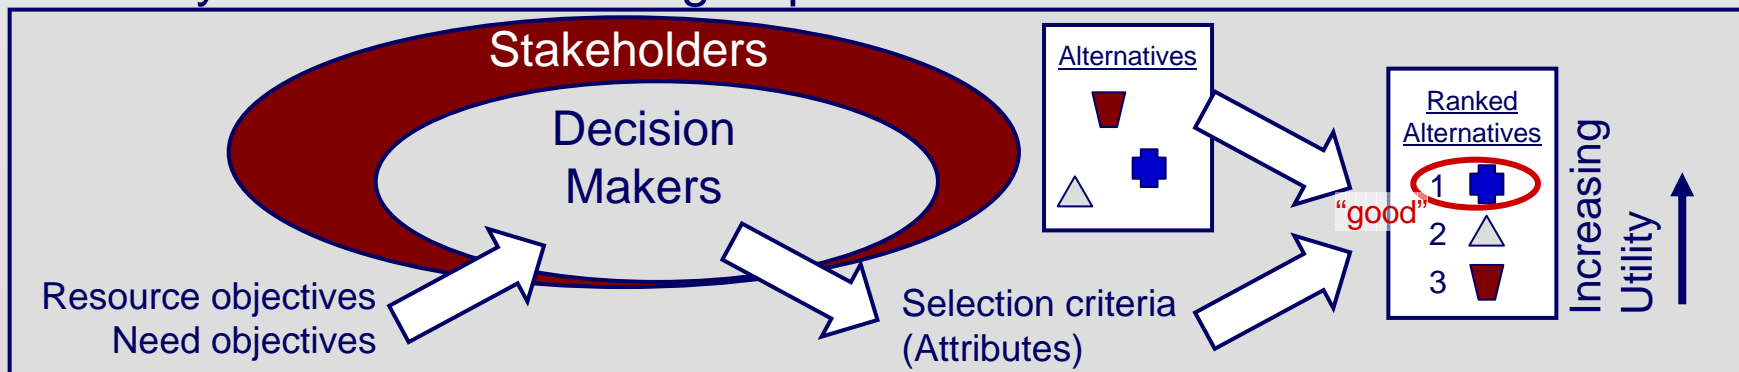 Stakeholders
Decision
Makers
Resource objectives
Need objectives
Selection criteria
(Attributes)
Alternatives
"good"
Ranked
Alternatives
1
2
3
Increasing
Utility